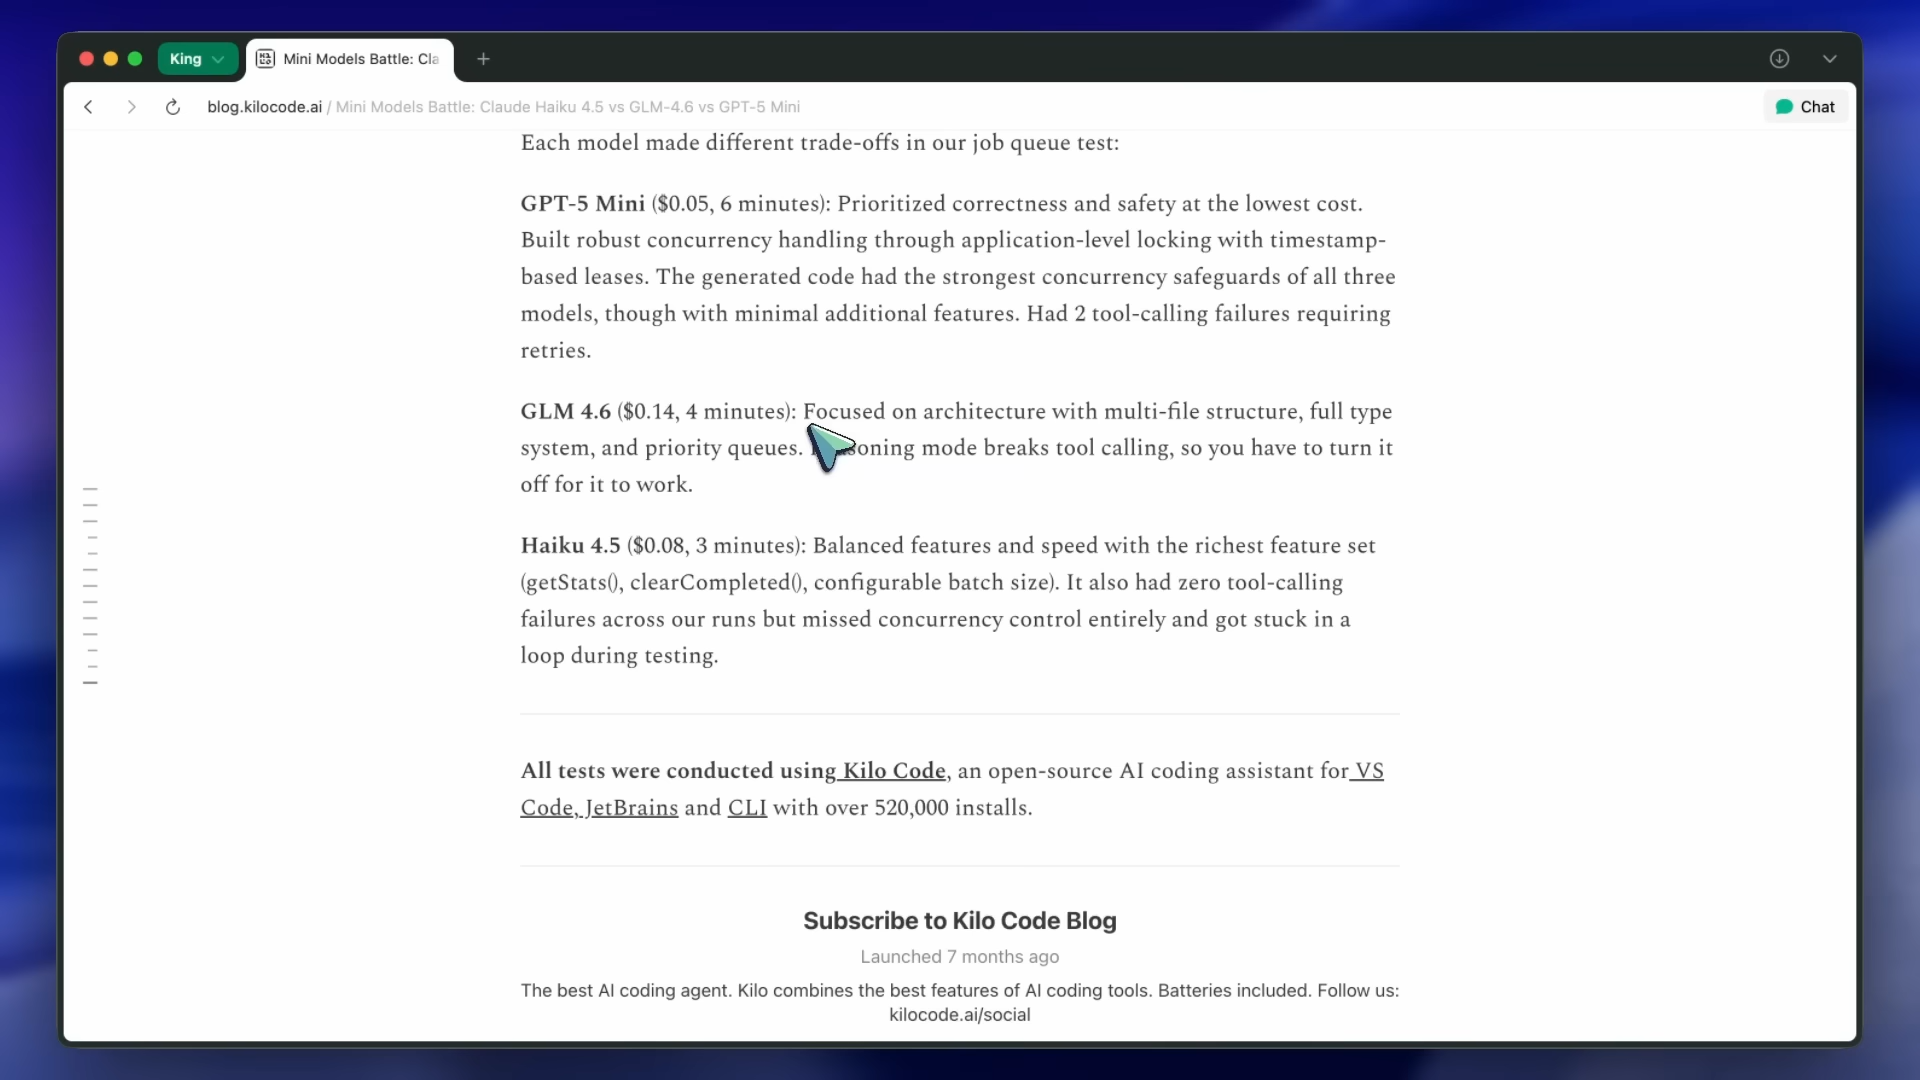 King
Mini Models Battle: Cla
blog.kilocode.ai / Mini Models Battle: Claude Haiku 4.5 vs GLM-4.6 vs GPT-5 Mini
Chat
Each model made different trade-offs in our job queue test:
GPT-5 Mini ($0.05, 6 minutes): Prioritized correctness and safety at the lowest cost.
Built robust concurrency handling through application-level locking with timestamp-
based leases. The generated code had the strongest concurrency safeguards of all three
models, though with minimal additional features. Had 2 tool-calling failures requiring
retries.
GLM 4.6 ($0.14, 4 minutes): Focused on architecture with multi-file structure, full type
system, and priority queues. Reasoning mode breaks tool calling, so you have to turn it
off for it to work.
Haiku 4.5 ($0.08, 3 minutes): Balanced features and speed with the richest feature set
(getStats(), clearCompleted(), configurable batch size). It also had zero tool-calling
failures across our runs but missed concurrency control entirely and got stuck in a
loop during testing.
All tests were conducted using Kilo Code, an open-source AI coding assistant for VS
Code, JetBrains and CLI with over 520,000 installs.
Subscribe to Kilo Code Blog
Launched 7 months ago
The best AI coding agent. Kilo combines the best features of AI coding tools. Batteries included. Follow us:
kilocode.ai/social